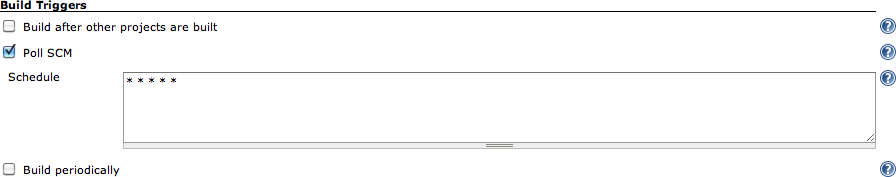 Build Triggers
Build after other projects are built
Poll SCM
Schedule
* * * * *
Build periodically